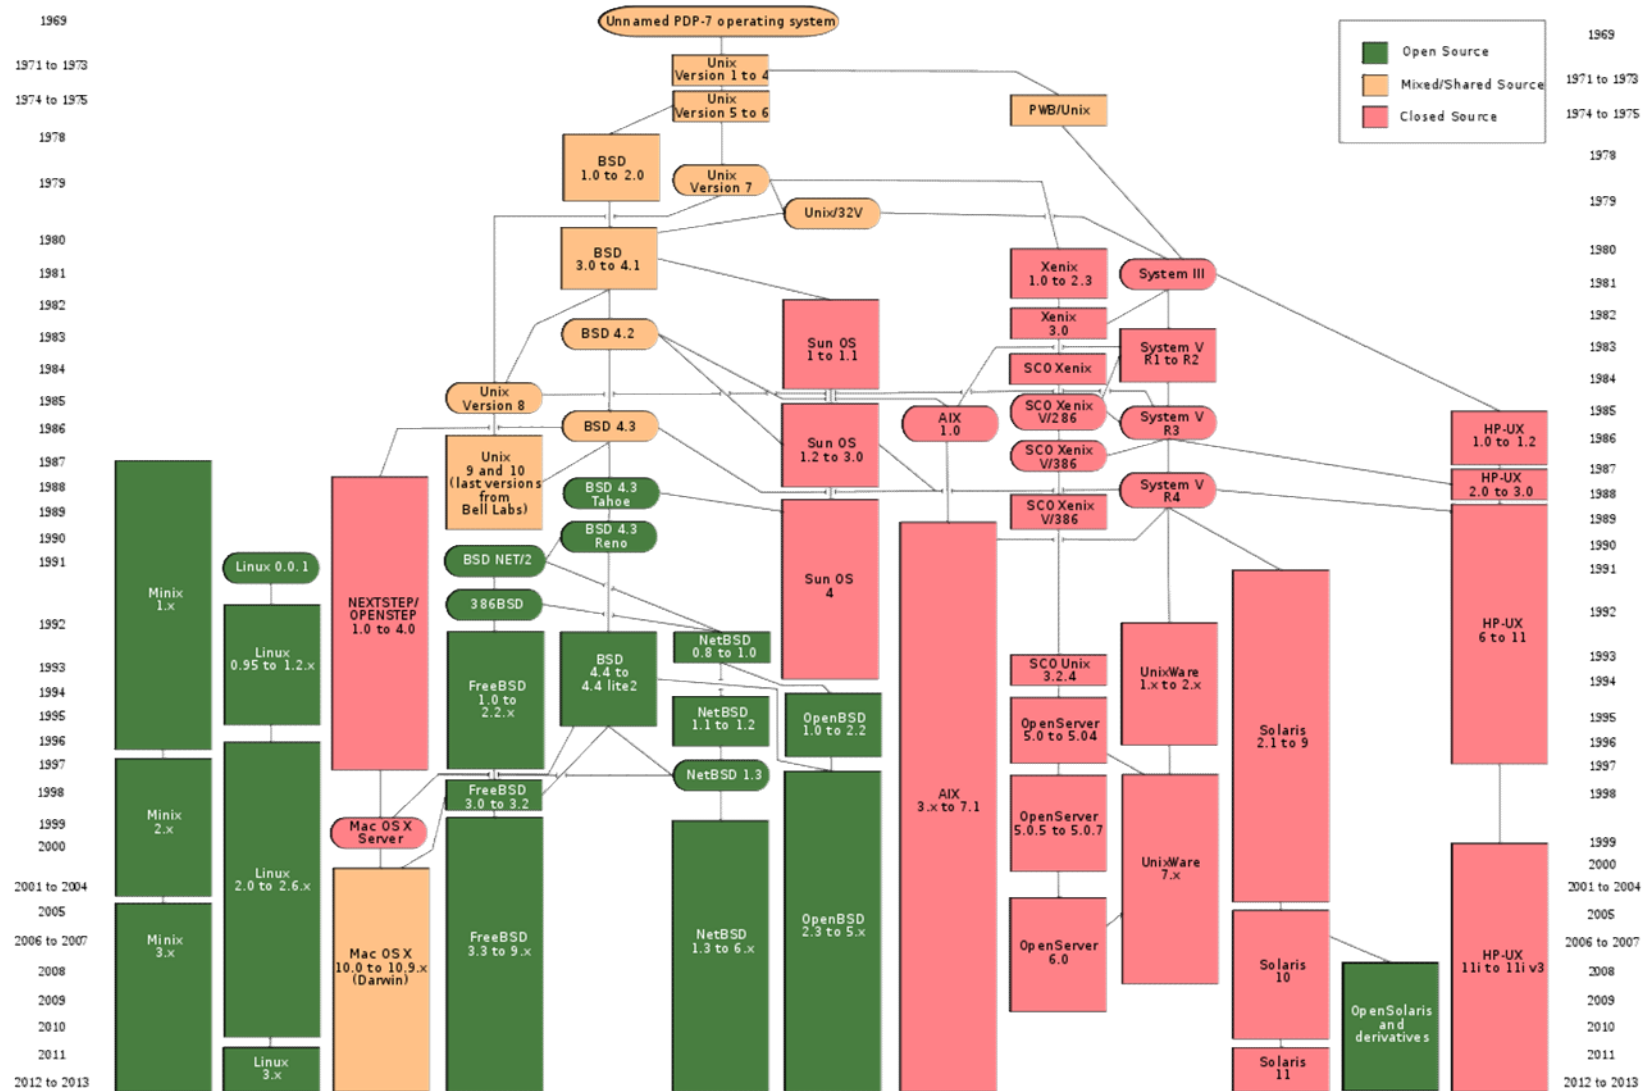 Unnamed PDP-7 operating system
Unix
Version 1 to 4
Unix
Version 5 to 6
PWB/Unix
Open Source
Mixed/Shared Source
Closed Source
1969
1971 to 1973
1974 to 1975
1978
1979
1980
1981
1982
1983
1984
1985
1986
1987
1988
1989
1990
1991
1992
1993
1994
1995
1996
1997
1998
1999
2000
2001 to 2004
2005
2006 to 2007
2008
2009
2010
2011
2012 to 2013
BSD
1.0 to 2.0
Unix
Version 7
Unix/32V
BSD
3.0 to 4.1
Xenix
1.0 to 2.3
System III
Xenix
3.0
BSD 4.2
Sun OS
1 to 1.1
System V
R1 to R2
SCO Xenix
Unix
Version 8
SCO Xenix
V/286
AIX
1.0
System V
R3
BSD 4.3
Sun OS
1.2 to 3.0
HP-UX
1.0 to 1.2
SCO Xenix
V/386
Unix
9 and 10
(last versions
from
Bell Labs)
HP-UX
2.0 to 3.0
BSD 4.3
Tahoe
System V
R4
SCO Xenix
V/386
BSD 4.3
Reno
BSD NET/2
Linux 0.0.1
Minix
1.x
Sun OS
4
NEXTSTEP/
OPENSTEP
1.0 to 4.0
386BSD
HP-UX
6 to 11
NetBSD
0.8 to 1.0
Linux
0.95 to 1.2.x
BSD
4.4 to
4.4 lite2
SCO Unix
3.2.4
UnixWare
1.x to 2.x
FreeBSD
1.0 to
2.2.x
NetBSD
1.1 to 1.2
OpenBSD
1.0 to 2.2
OpenServer
5.0 to 5.04
Solaris
2.1 to 9
NetBSD 1.3
FreeBSD
3.0 to 3.2
AIX
3.x to 7.1
Minix
2.x
Mac OS X
Server
OpenServer
5.0.5 to 5.0.7
UnixWare
7.x
Linux
2.0 to 2.6.x
OpenBSD
2.3 to 5.x
Minix
3.x
FreeBSD
3.3 to 9.x
NetBSD
1.3 to 6.x
Mac OS X
10.0 to 10.9.x
(Darwin)
OpenServer
6.0
Solaris
10
HP-UX
11i to 11i v3
OpenSolaris
and
derivatives
Linux
3.x
Solaris
11
1969
1971 to 1973
1974 to 1975
1978
1979
1980
1981
1982
1983
1984
1985
1986
1987
1988
1989
1990
1991
1992
1993
1994
1995
1996
1997
1998
1999
2000
2001 to 2004
2005
2006 to 2007
2008
2009
2010
2011
2012 to 2013